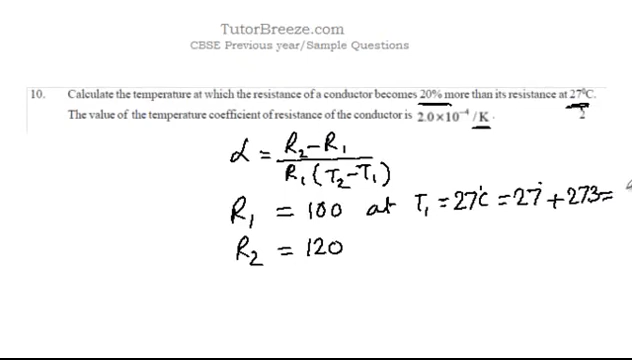 TutorBreeze.com
CBSE Previous year/Sample Questions
10. Calculate the temperature at which the resistance of a conductor becomes 20% more than its resistance at 27°C.
The value of the temperature coefficient of resistance of the conductor is 2.0×10⁻⁴ /K.
α = R₂-R₁ / R₁(T₂-T₁)
R₁ = 100 at T₁ = 27°C = 27 + 273 =
R₂ = 120